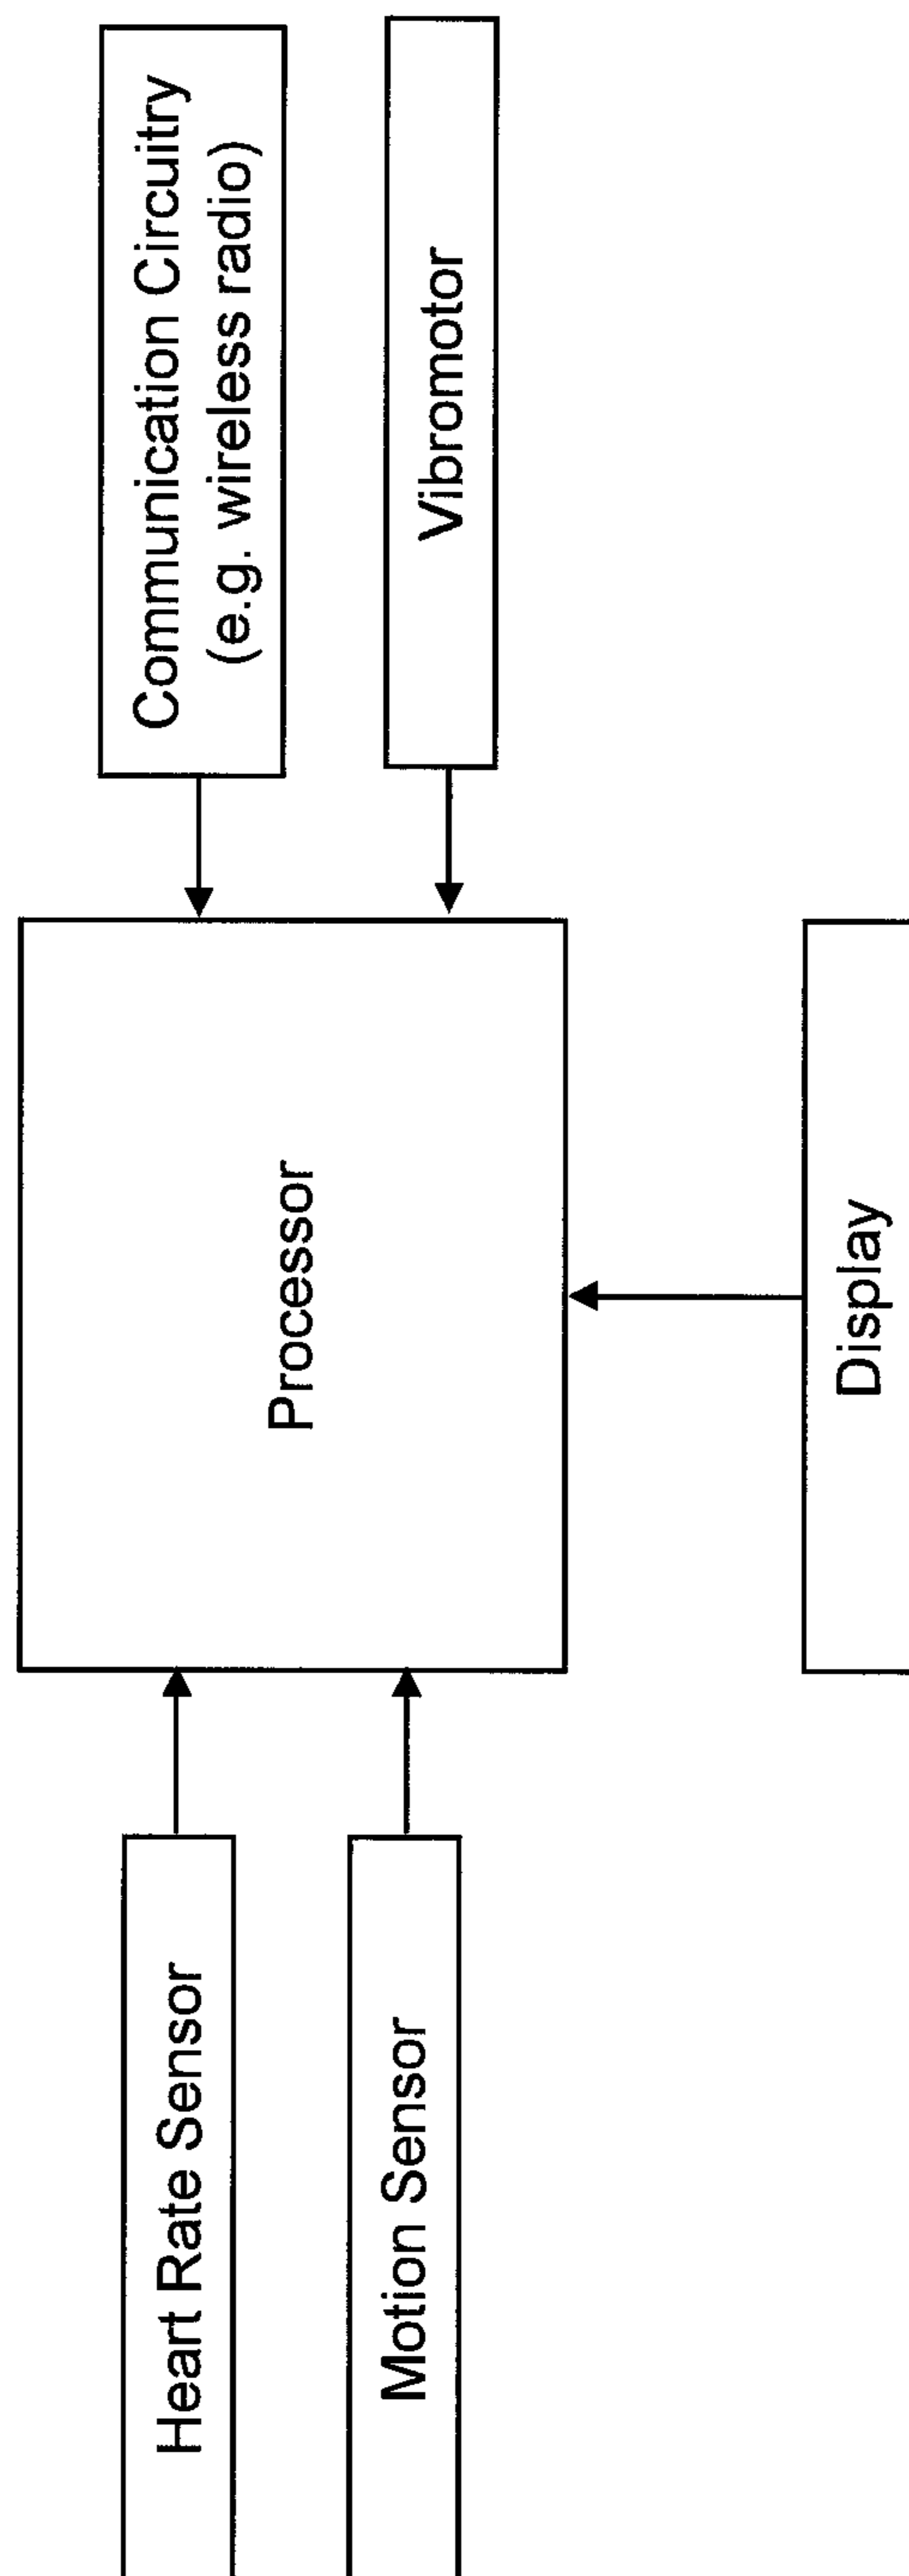 Heart Rate Sensor
Motion Sensor
Processor
Communication Circuitry
(e.g. wireless radio)
Vibromotor
Display